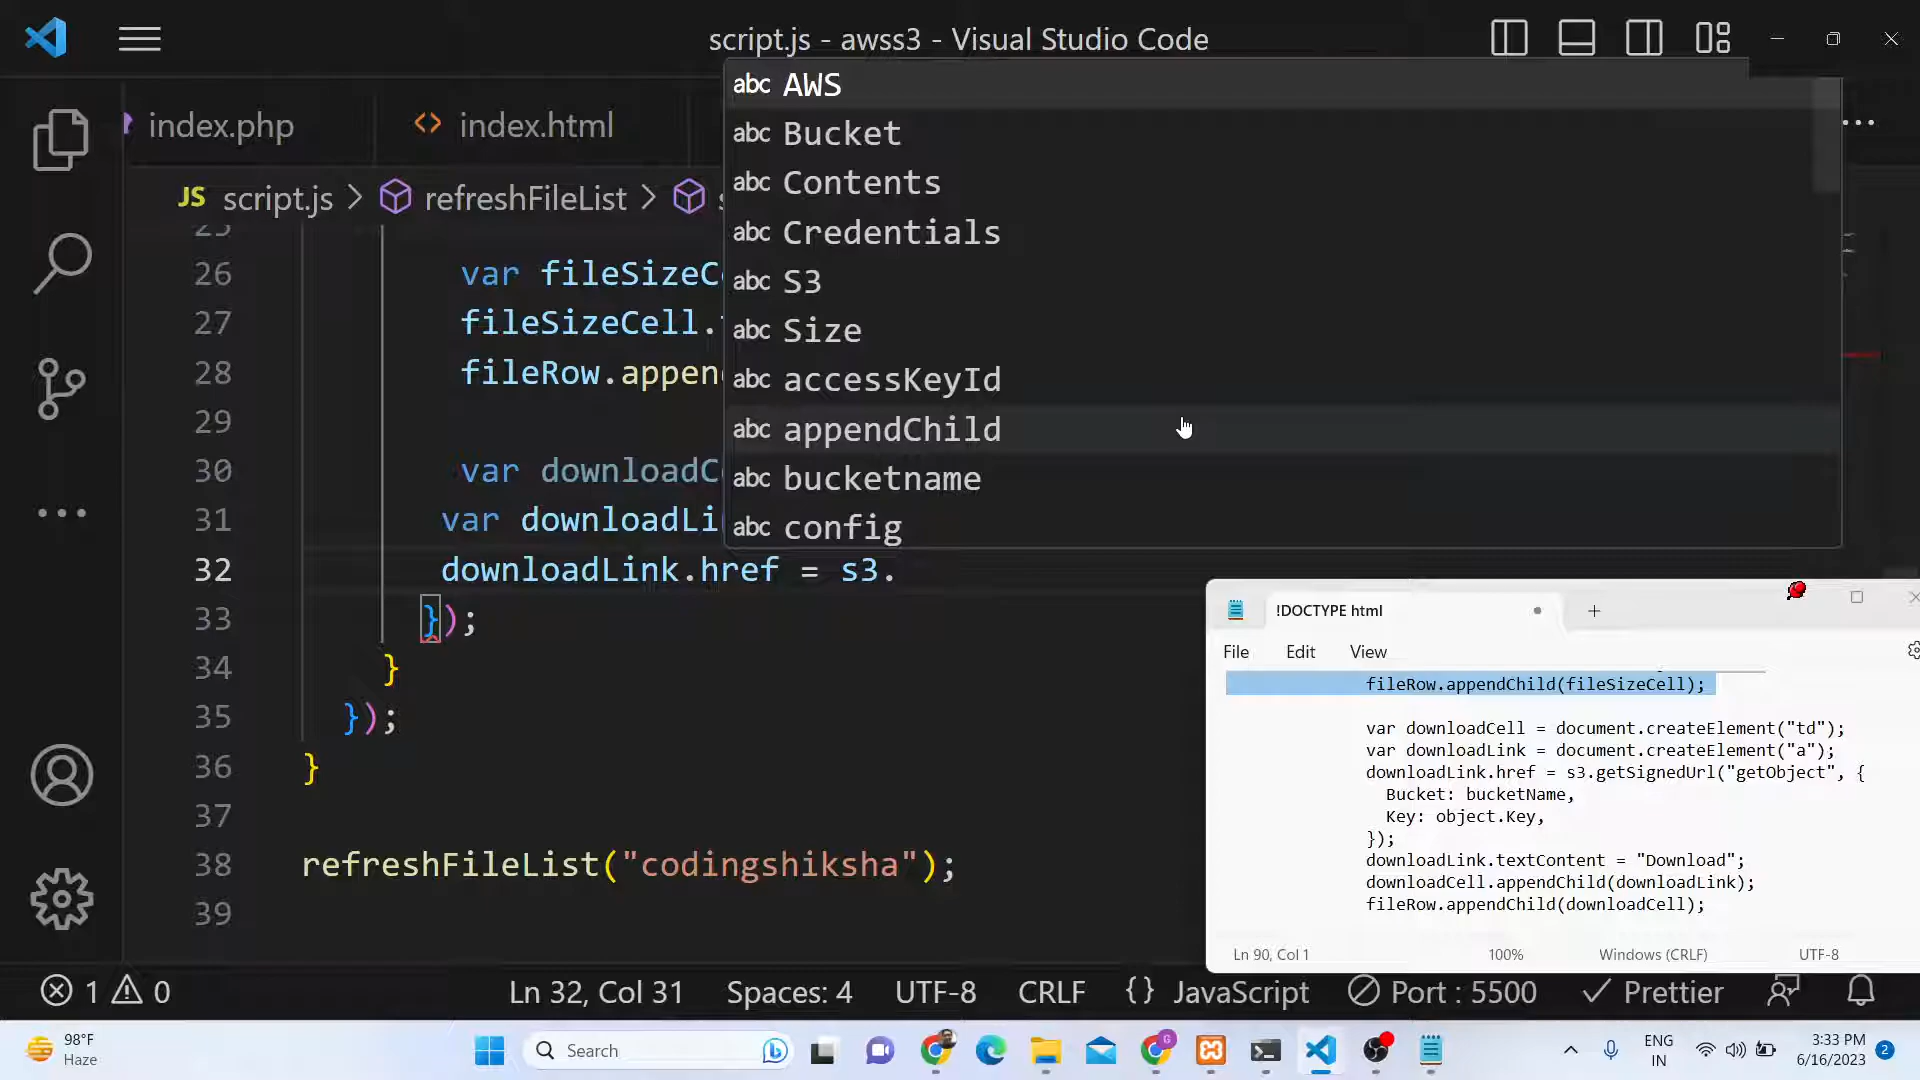 script.js - awss3 - Visual Studio Code
index.php
index.html
JS script.js > refreshFileList >
abc AWS
abc Bucket
abc Contents
abc Credentials
abc S3
abc Size
abc accessKeyId
abc appendChild
abc bucketname
abc config
25
26 var fileSizeC
27 fileSizeCell.
28 fileRow.appen
29
30 var downloadC
31 var downloadLi
32 downloadLink.href = s3.
33 });
34 }
35 });
36 }
37
38 refreshFileList("codingshiksha");
39
!DOCTYPE html
File Edit View
fileRow.appendChild(fileSizeCell);
var downloadCell = document.createElement("td");
var downloadLink = document.createElement("a");
downloadLink.href = s3.getSignedUrl("getObject", {
Bucket: bucketName,
Key: object.Key,
});
downloadLink.textContent = "Download";
downloadCell.appendChild(downloadLink);
fileRow.appendChild(downloadCell);
Ln 90, Col 1 100% Windows (CRLF) UTF-8
1 0 Ln 32, Col 31 Spaces: 4 UTF-8 CRLF {} JavaScript Port : 5500 Prettier
98°F
Haze
Search
ENG
IN
3:33 PM
6/16/2023
2